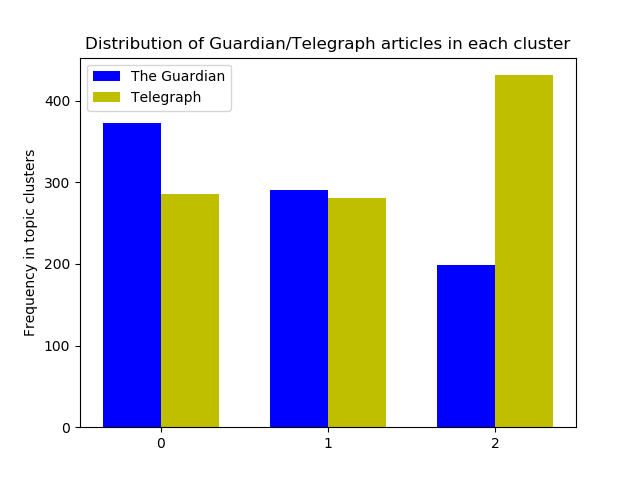 Distribution of Guardian/Telegraph articles in each cluster
The Guardian
Telegraph
Frequency in topic clusters
400
300
200
100
0
0 1 2